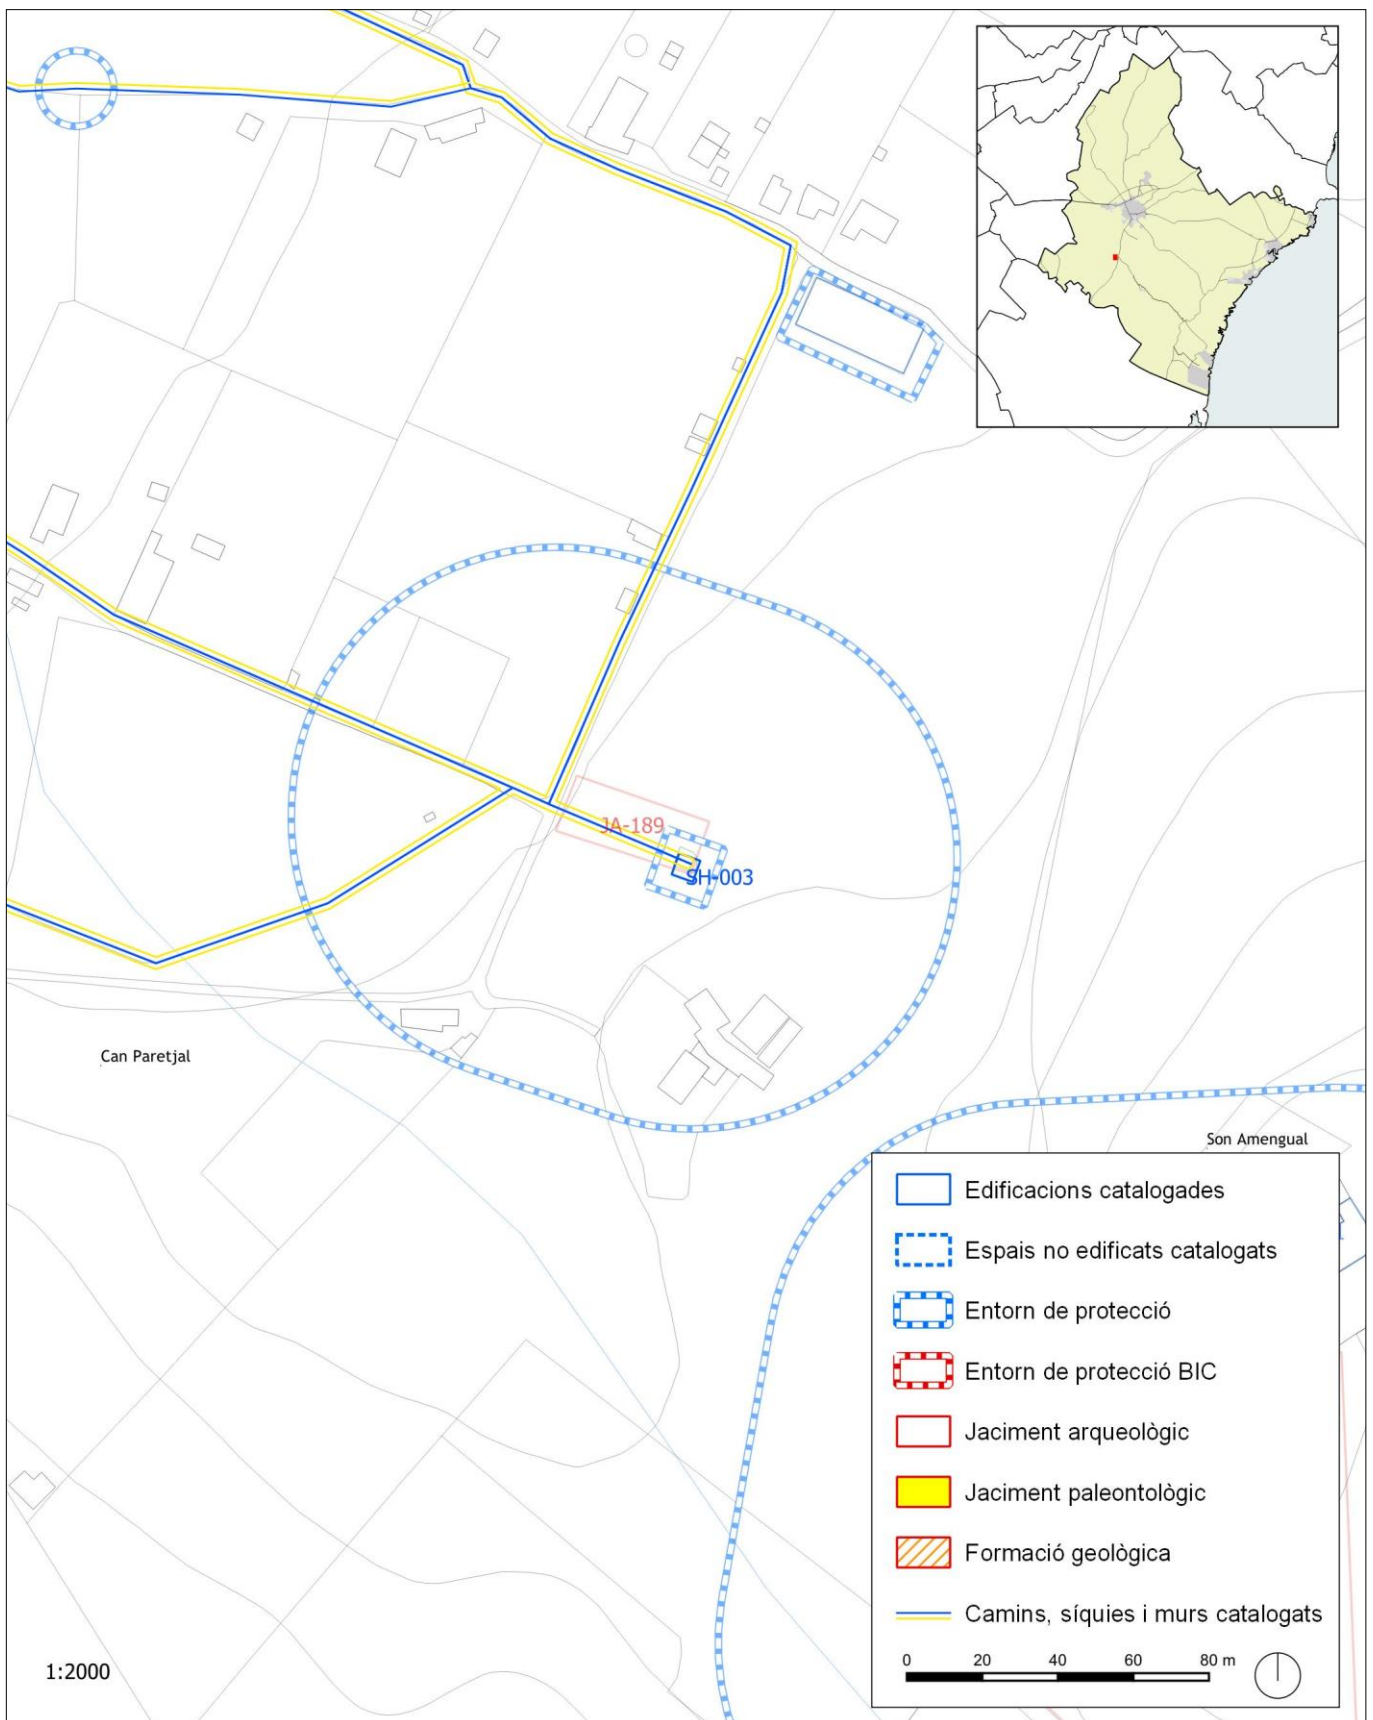 JA-189
SH-003
Can Paretjal
Son Amengual
Edificacions catalogades
Espais no edificats catalogats
Entorn de protecció
Entorn de protecció BIC
Jaciment arqueològic
Jaciment paleontològic
Formació geològica
Camins, síquies i murs catalogats
0 20 40 60 80 m
1:2000